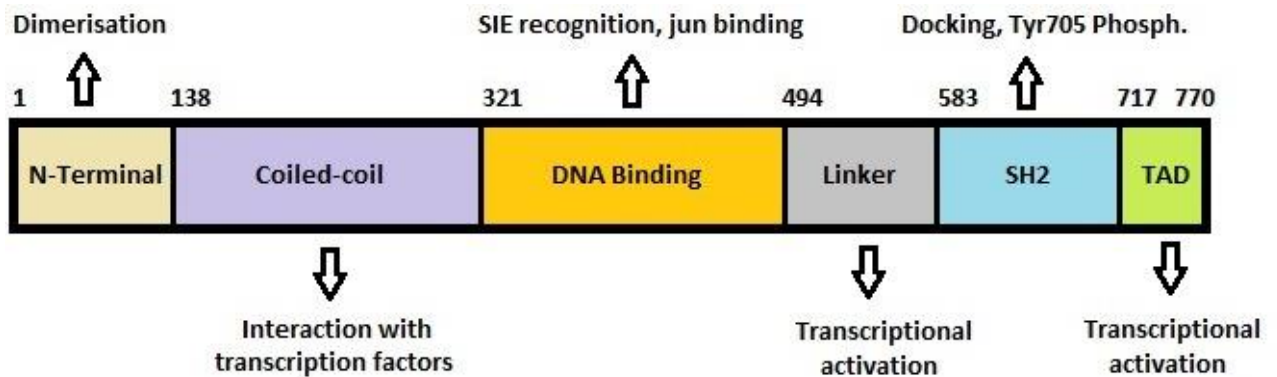 Dimerisation SIE recognition, jun binding Docking, Tyr705 Phosph.
1 138 321 494 583 717 770
N-Terminal Coiled-coil DNA Binding Linker SH2 TAD
Interaction with
transcription factors
Transcriptional
activation
Transcriptional
activation